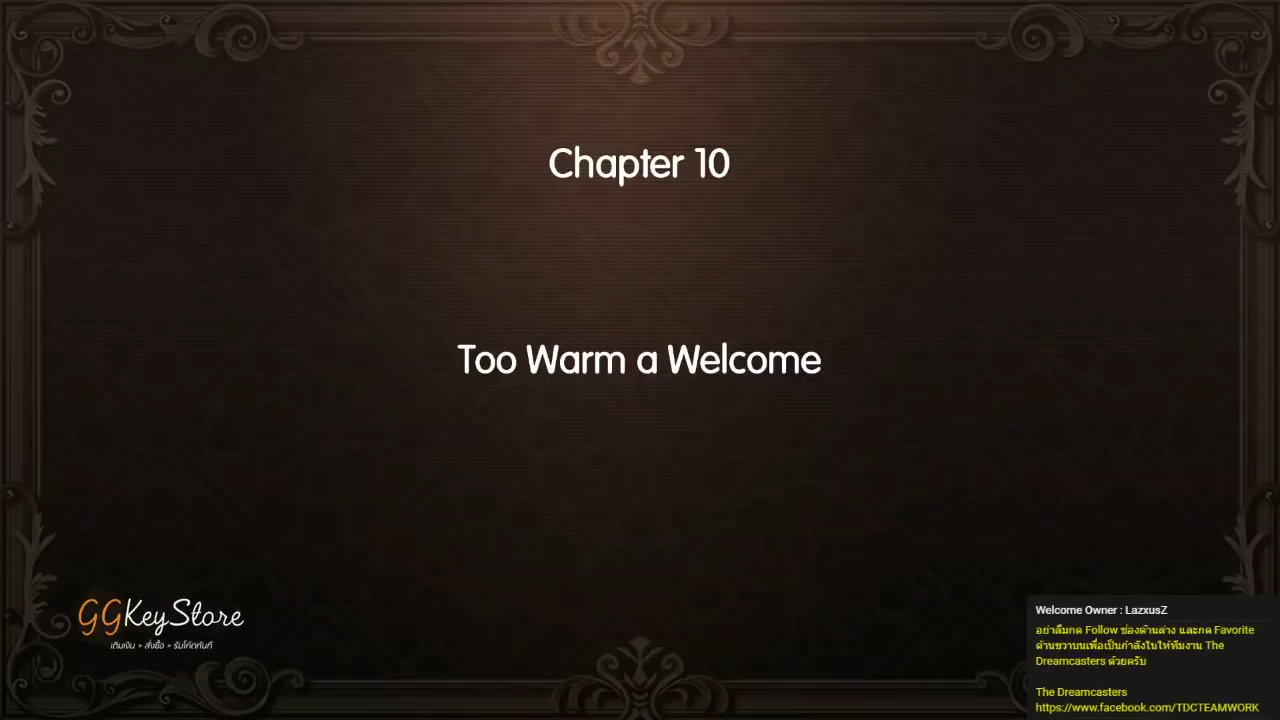 Chapter 10
Too Warm a Welcome
GGKeyStore
เติมเงิน > สั่งซื้อ > รับโค้ดทันที
Welcome Owner : LazxusZ
อย่าลืมกด Follow ช่องด้านล่าง และกด Favorite
ด้านขวาบนเพื่อเป็นกำลังในให้ทีมงาน The
Dreamcasters ด้วยครับ
The Dreamcasters
https://www.facebook.com/TDCTEAMWORK